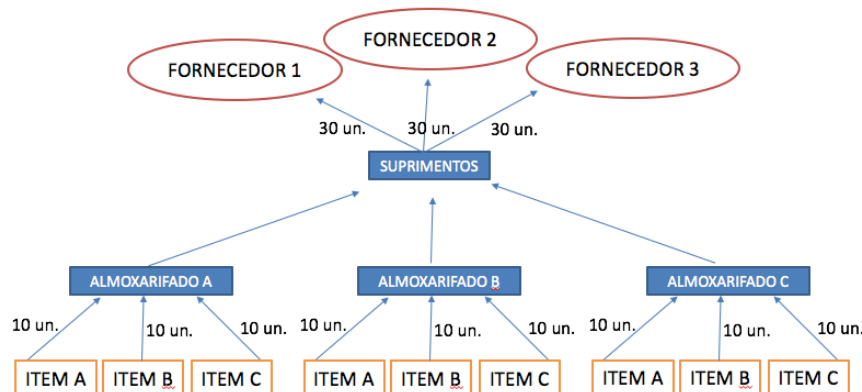 FORNECEDOR 2
FORNECEDOR 1
FORNECEDOR 3
30 un.
30 un.
30 un.
SUPRIMENTOS
ALMOXARIFADO A
ALMOXARIFADO B
ALMOXARIFADO C
10 un.
10 un.
10 un.
10 un.
10 un.
10 un.
10 un.
10 un.
10 un.
ITEM A
ITEM B
ITEM C
ITEM A
ITEM B
ITEM C
ITEM A
ITEM B
ITEM C